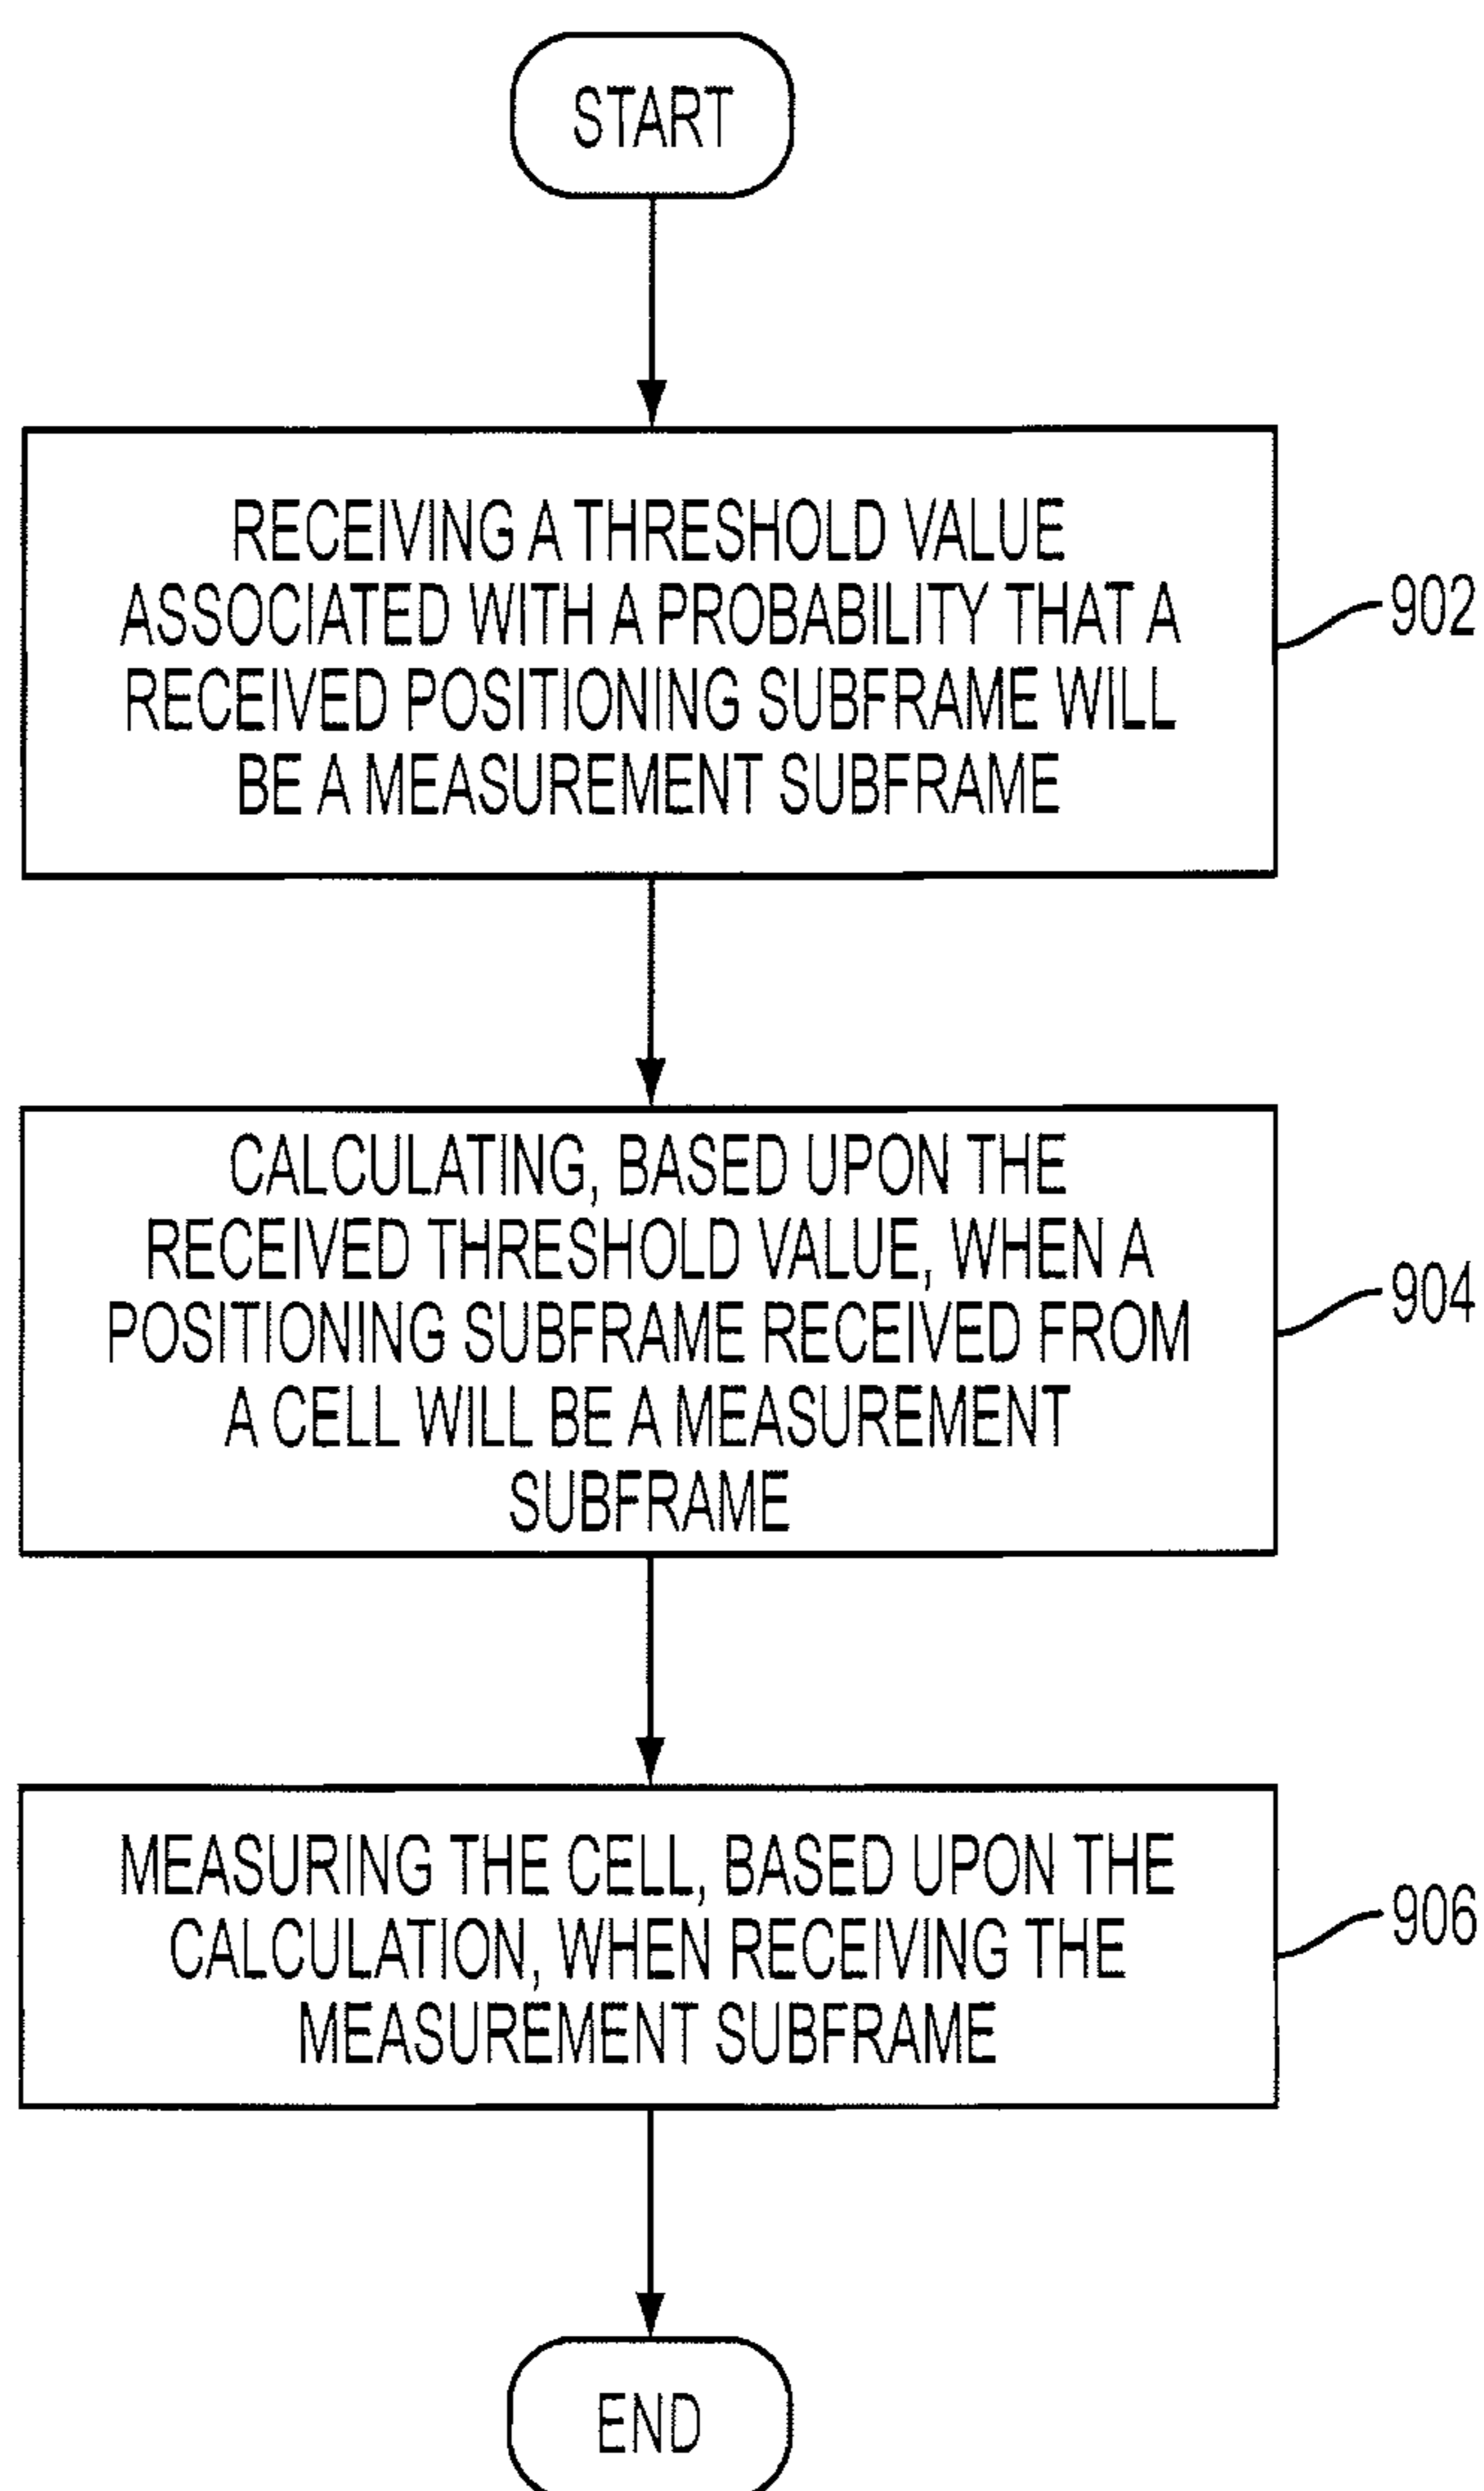 START
RECEIVING A THRESHOLD VALUE
ASSOCIATED WITH A PROBABILITY THAT A
RECEIVED POSITIONING SUBFRAME WILL
BE A MEASUREMENT SUBFRAME
902
CALCULATING, BASED UPON THE
RECEIVED THRESHOLD VALUE, WHEN A
POSITIONING SUBFRAME RECEIVED FROM
A CELL WILL BE A MEASUREMENT
SUBFRAME
904
MEASURING THE CELL, BASED UPON THE
CALCULATION, WHEN RECEIVING THE
MEASUREMENT SUBFRAME
906
END